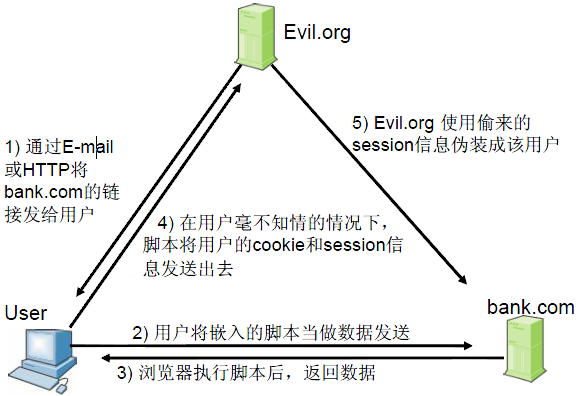 Evil.org
1) 通过E-mail
或HTTP将
bank.com的链
接发给用户
5) Evil.org 使用偷来的
session信息伪装成该用户
4) 在用户毫不知情的情况下，
脚本将用户的cookie和session信
息发送出去
User
bank.com
2) 用户将嵌入的脚本当做数据发送
3) 浏览器执行脚本后，返回数据